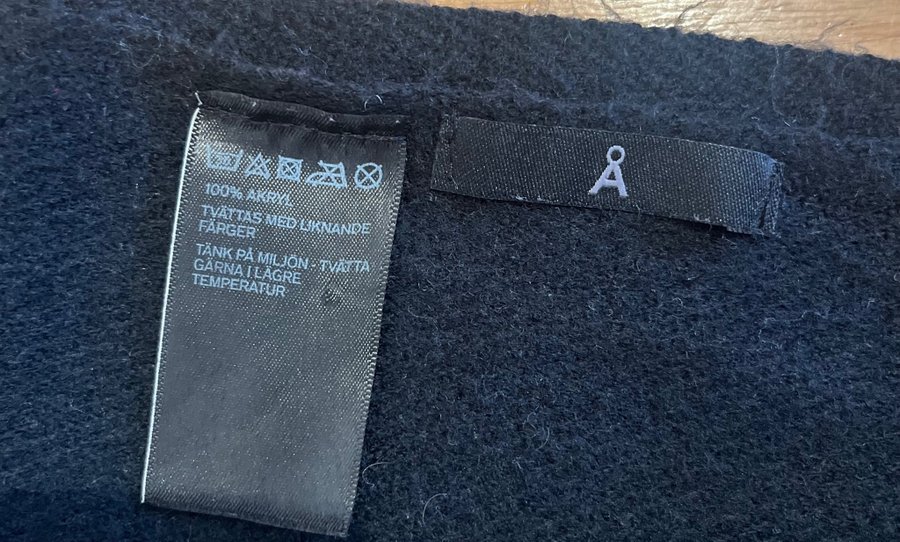 100% AKRYL
TVÄTTAS MED LIKNANDE
FÄRGER
TÄNK PÅ MILJÖN - TVÄTTA
GÄRNA I LÄGRE
TEMPERATUR
Å